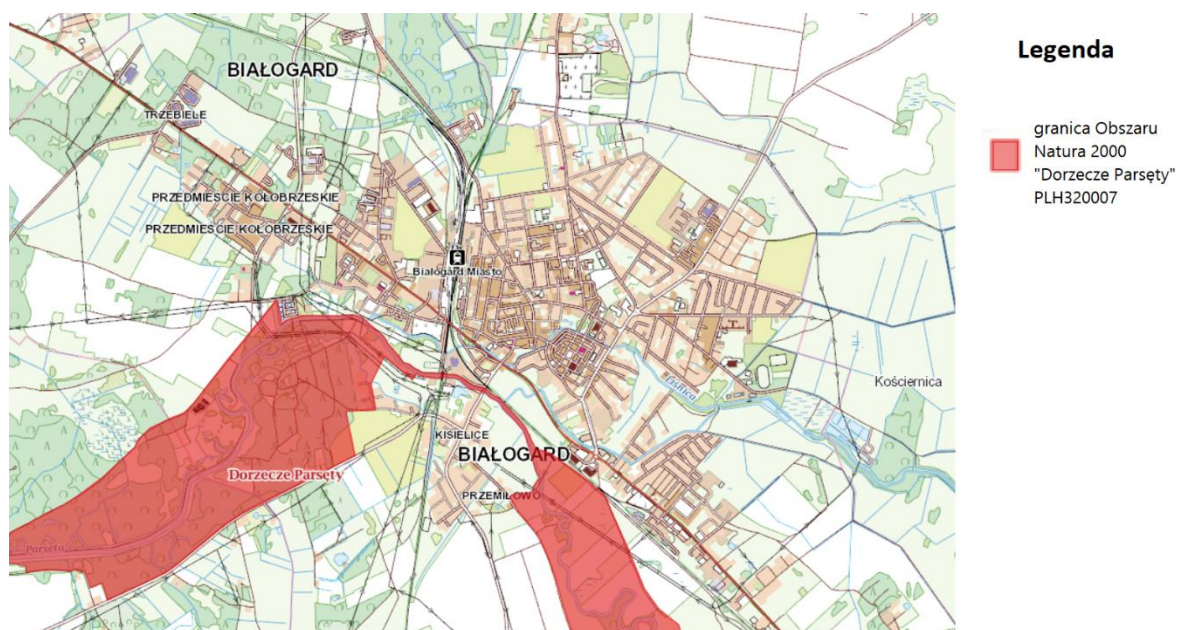 BIAŁOGARD
TRZEBIELE
PRZEDMIEŚCIE KOŁOBRZESKIE
PRZEDMIEŚCIE KOŁOBRZESKIE
Białogard Miasto
Liśnica
Kościernica
KISIELICE
BIAŁOGARD
Dorzecze Parsęty
PRZEMIŁOWO
Parsęta
Legenda
granica Obszaru
Natura 2000
"Dorzecze Parsęty"
PLH320007